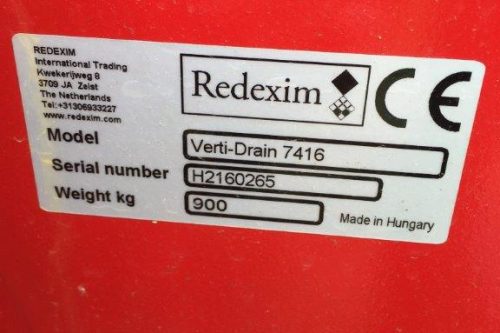 REDEXIM
International Trading
Kwekerijweg 8
3709 JA Zeist
The Netherlands
Tel:+31306933227
www.redexim.com
Redexim
CE
Model Verti-Drain 7416
Serial number H2160265
Weight kg 900
Made in Hungary